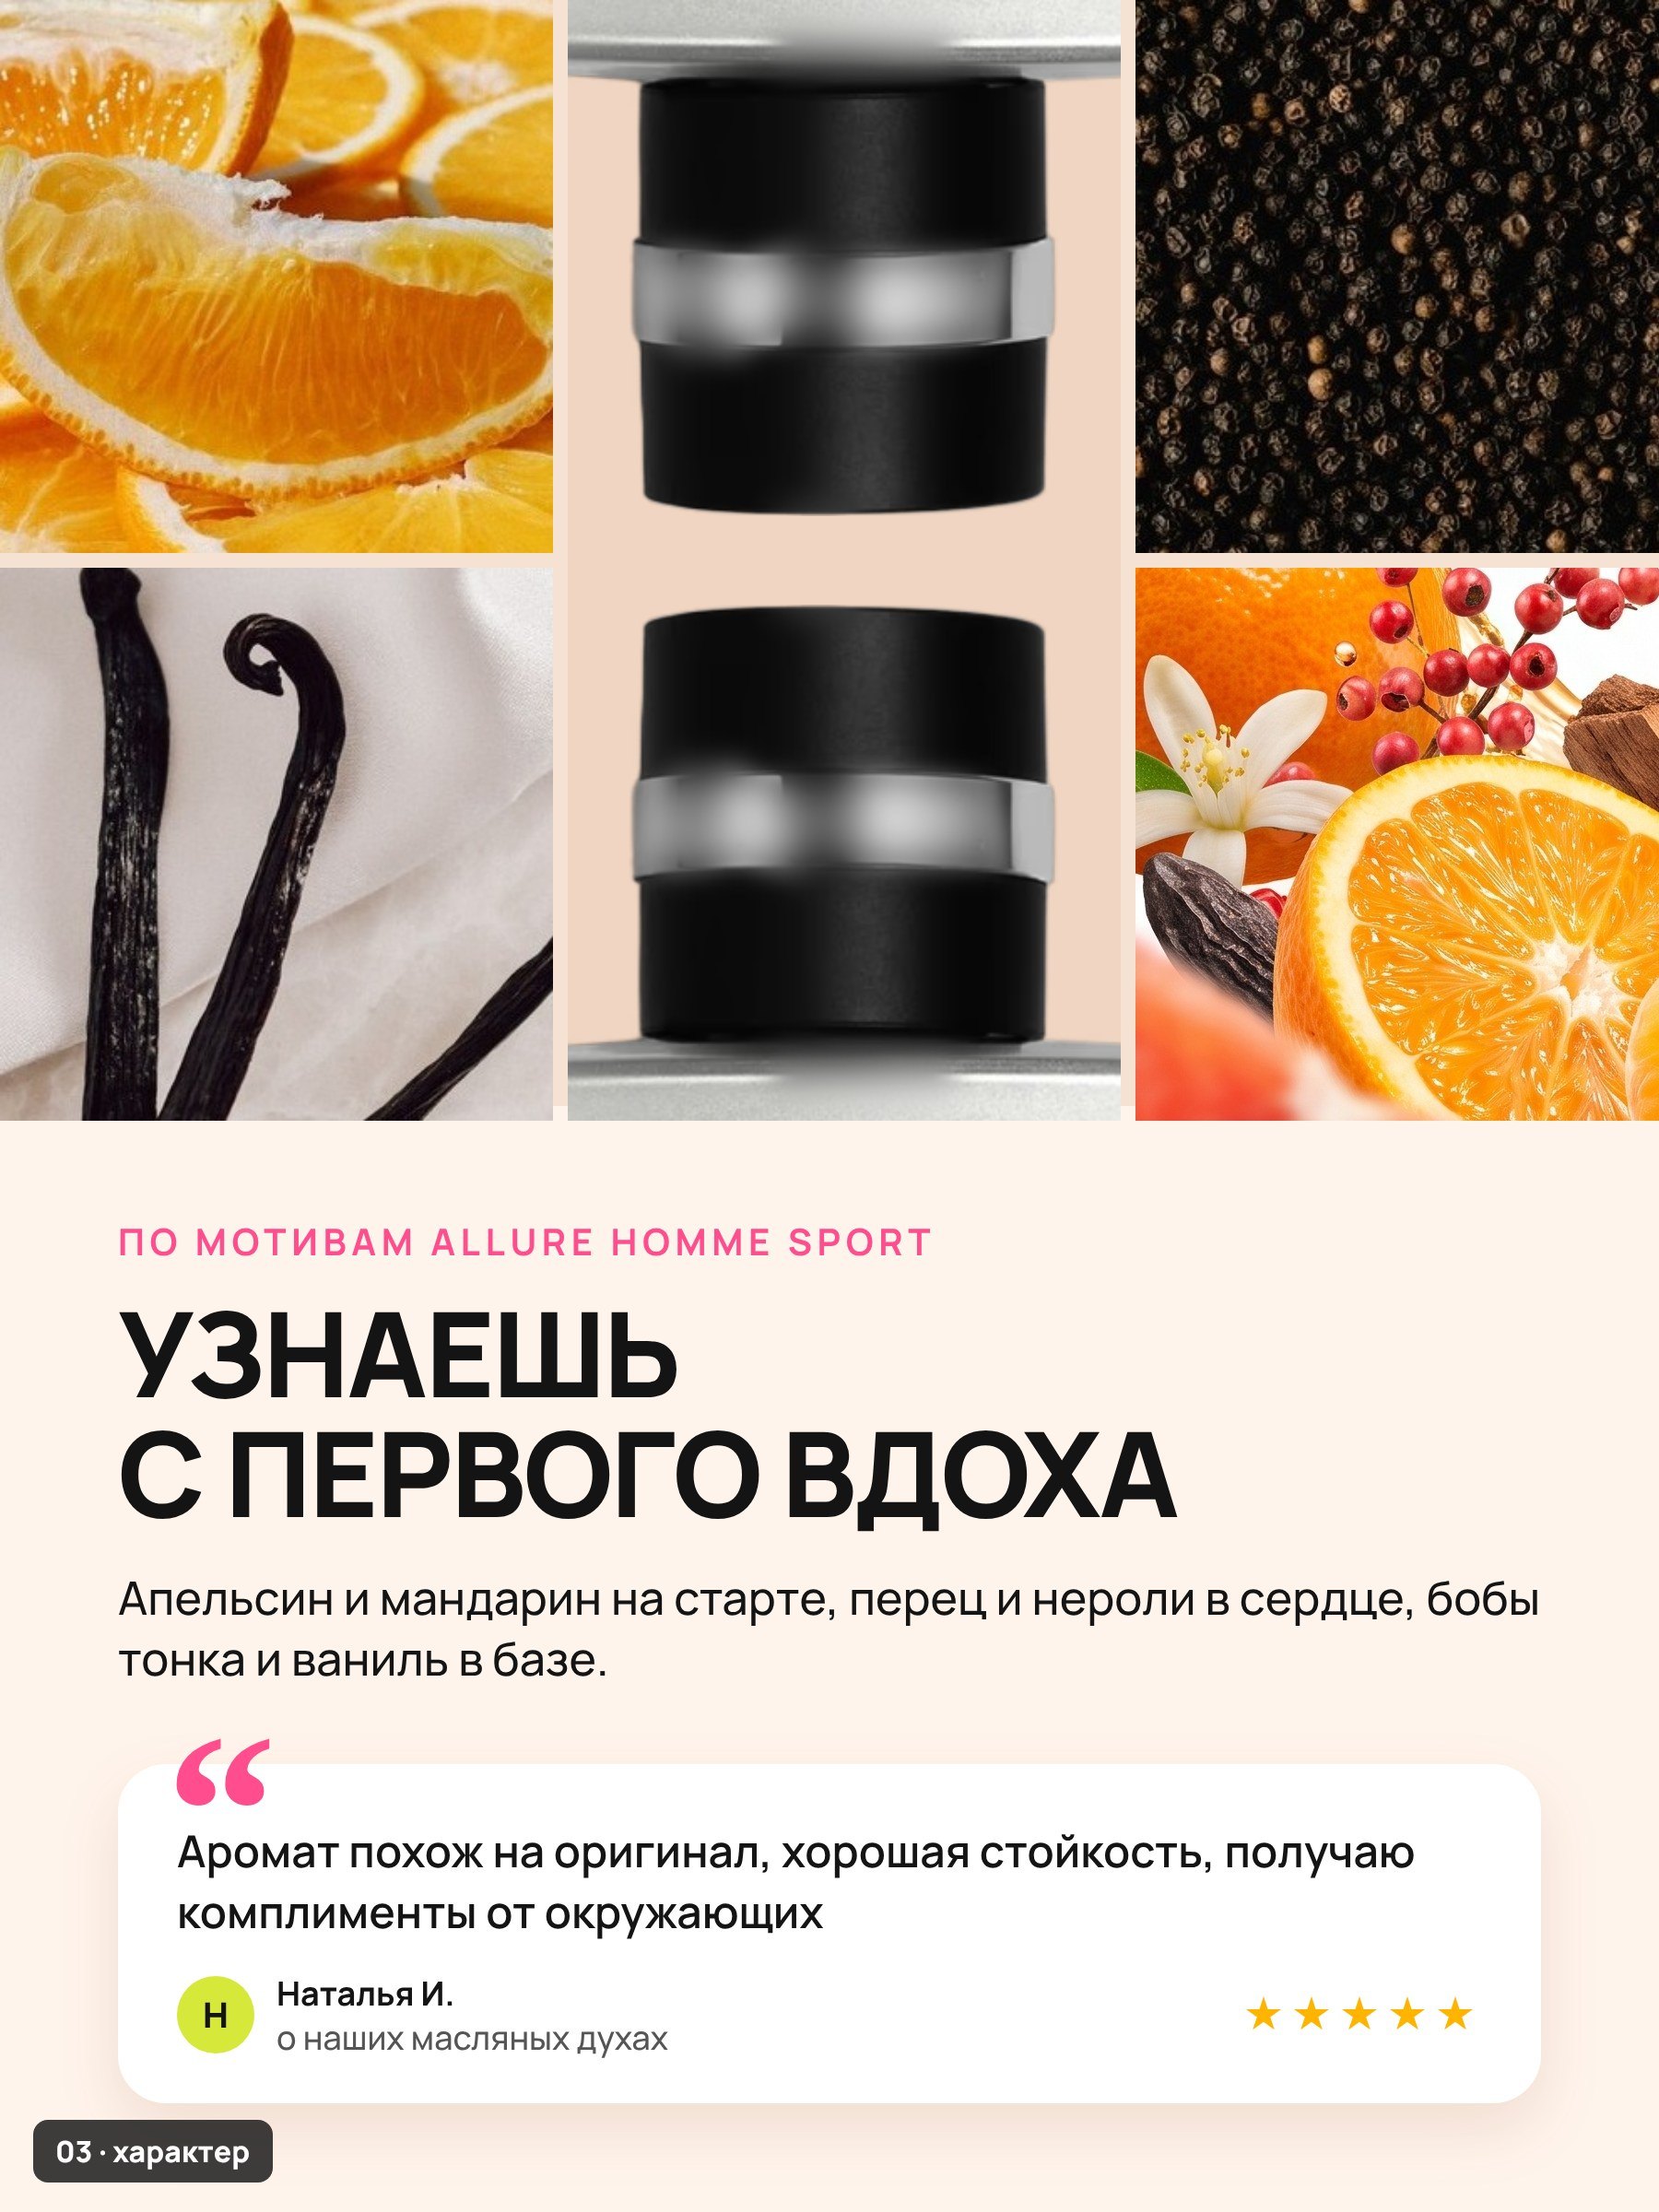 ПО МОТИВАМ ALLURE HOMME SPORT
УЗНАЕШЬ
С ПЕРВОГО ВДОХА
Апельсин и мандарин на старте, перец и нероли в сердце, бобы
тонка и ваниль в базе.
“
Аромат похож на оригинал, хорошая стойкость, получаю
комплименты от окружающих
Н
Наталья И.
о наших масляных духах
★★★★★
03 · характер